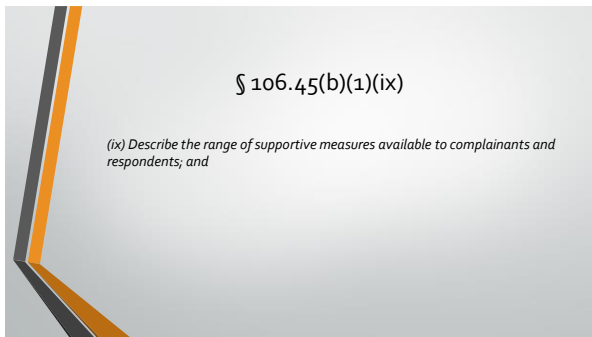 § 106.45(b)(1)(ix)
(ix) Describe the range of supportive measures available to complainants and
respondents; and